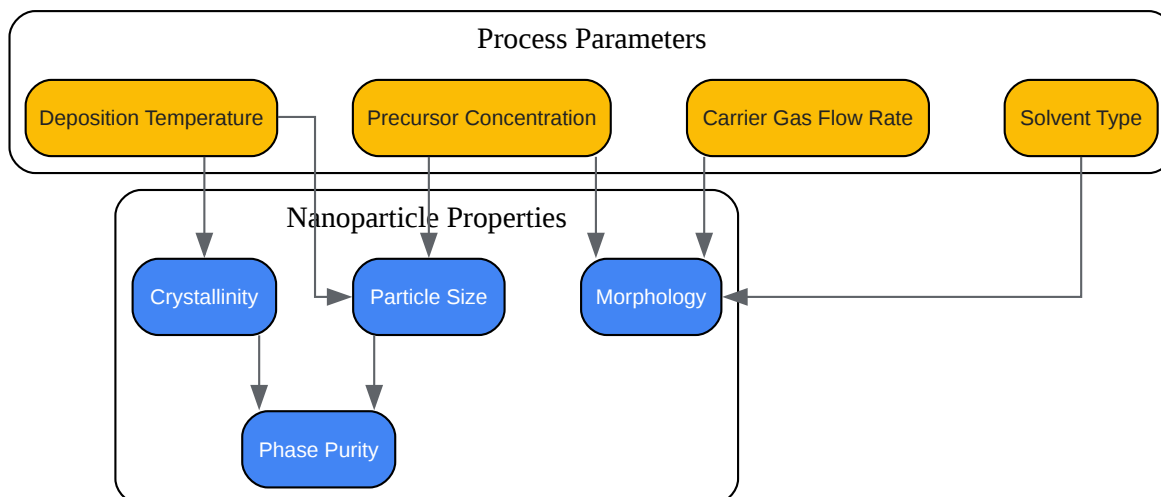 Process Parameters
Deposition Temperature
Precursor Concentration
Carrier Gas Flow Rate
Solvent Type
Nanoparticle Properties
Crystallinity
Particle Size
Morphology
Phase Purity